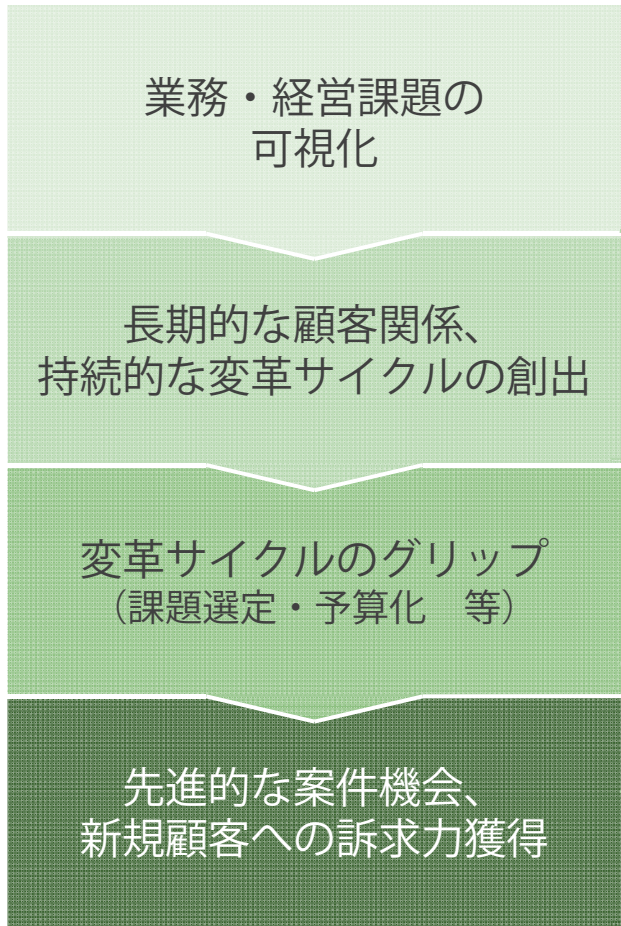 業務・経営課題の
可視化
長期的な顧客関係、
持続的な変革サイクルの創出
変革サイクルのグリップ
（課題選定・予算化　等）
先進的な案件機会、
新規顧客への訴求力獲得